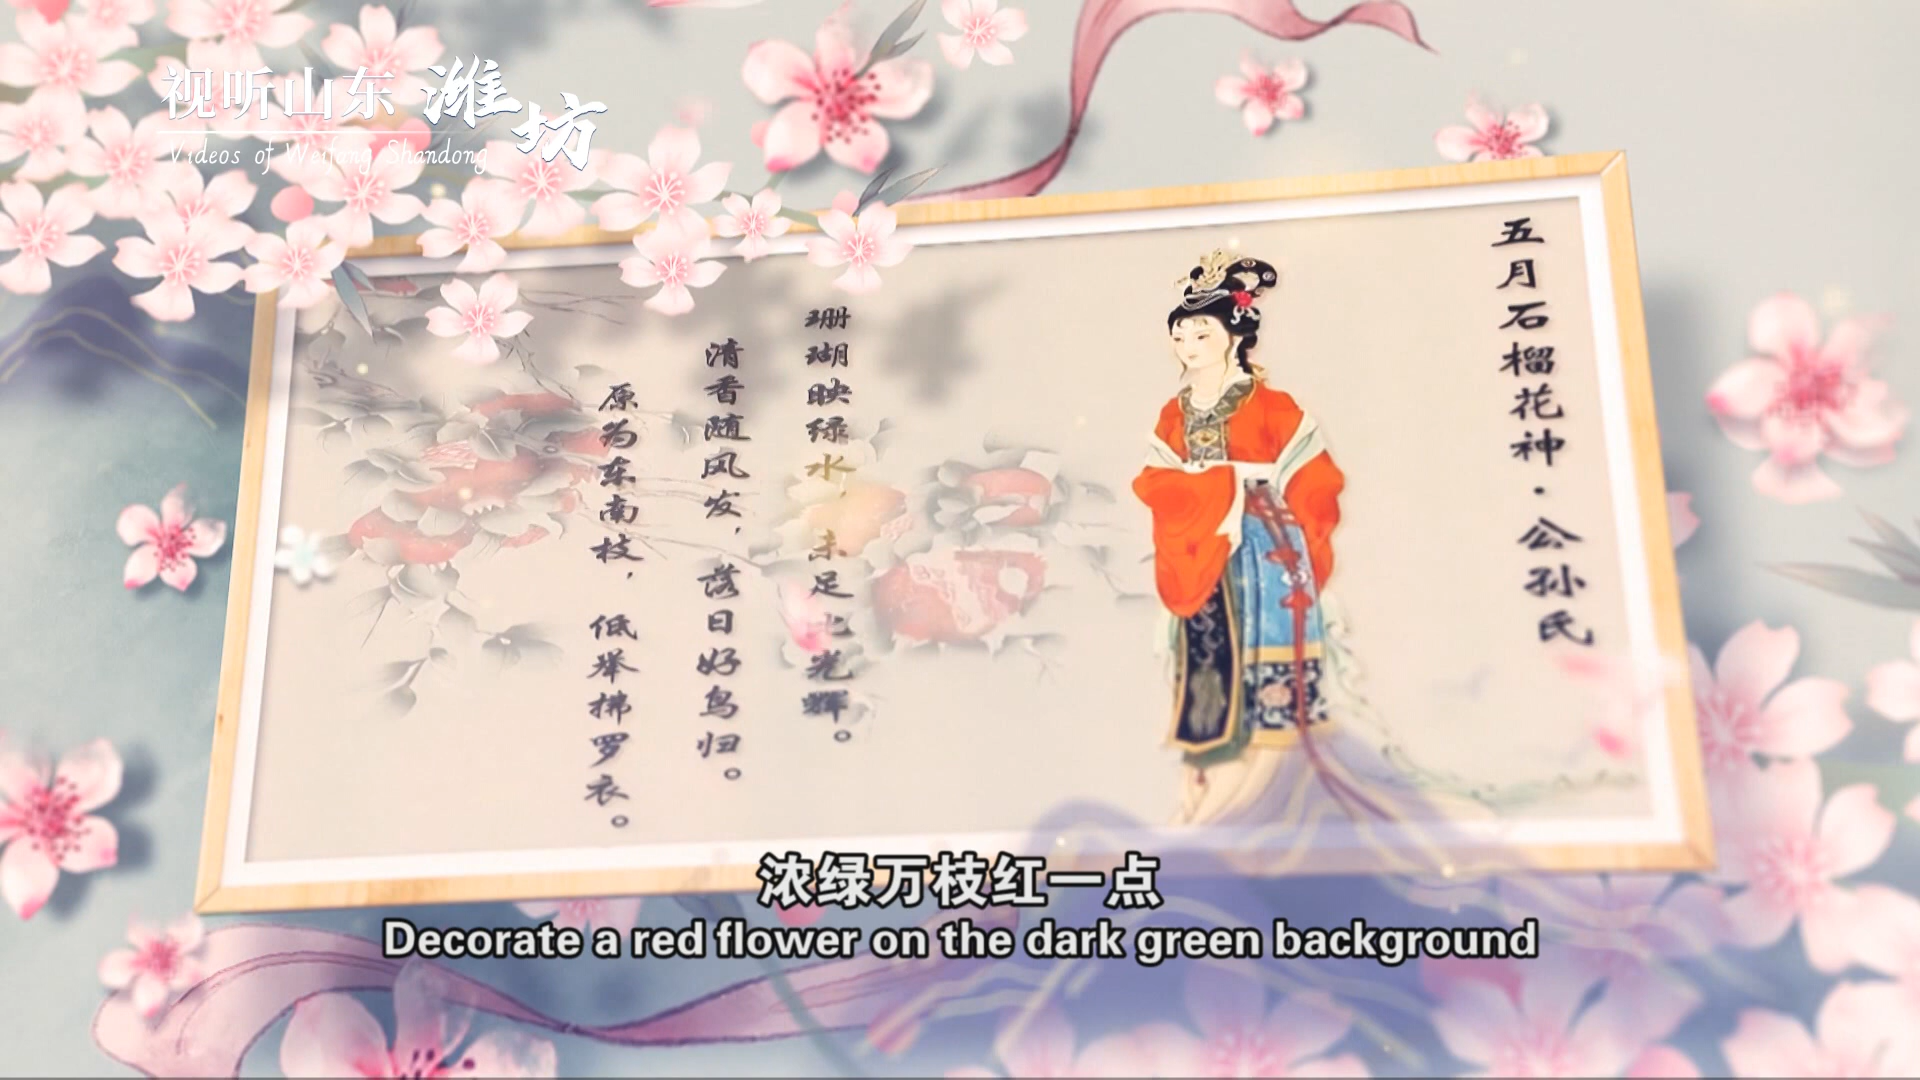 视听山东 潍坊
Videos of Weifang Shandong
五月石榴花神·公孙氏
珊瑚映绿水，未足比光辉。
清香随风发，落日好鸟归。
原为东南枝，低举拂罗衣。
浓绿万枝红一点
Decorate a red flower on the dark green background